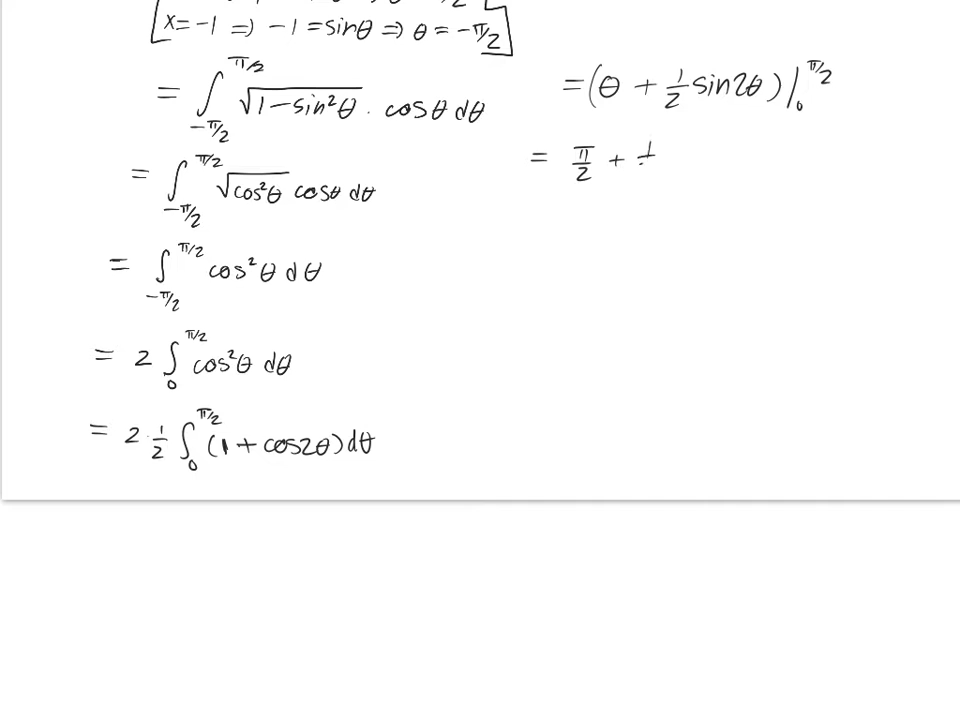 x=-1 => -1 = sinθ => θ = -π/2
= ∫_{-π/2}^{π/2} √(1-sin²θ) · cosθ dθ
= ∫_{-π/2}^{π/2} √(cos²θ) cosθ dθ
= ∫_{-π/2}^{π/2} cos²θ dθ
= 2 ∫_0^{π/2} cos²θ dθ
= 2·1/2 ∫_0^{π/2} (1 + cos2θ)dθ
= (θ + 1/2 sin2θ)|_0^{π/2}
= π/2 + 1